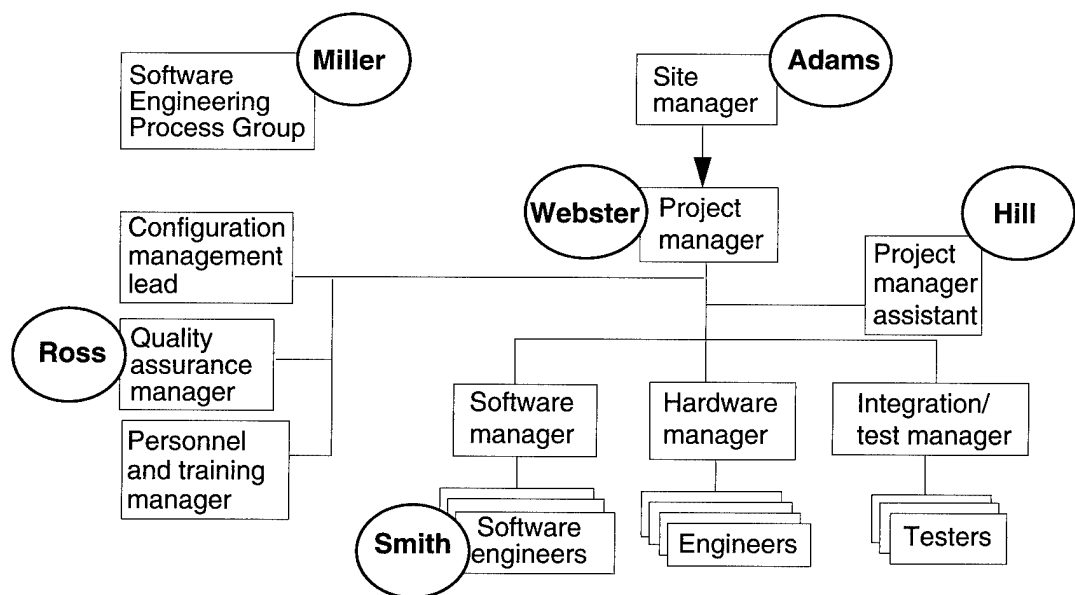 Miller
Software
Engineering
Process Group
Adams
Site
manager
Webster
Project
manager
Hill
Project
manager
assistant
Configuration
management
lead
Ross
Quality
assurance
manager
Personnel
and training
manager
Software
manager
Hardware
manager
Integration/
test manager
Smith
Software
engineers
Engineers
Testers